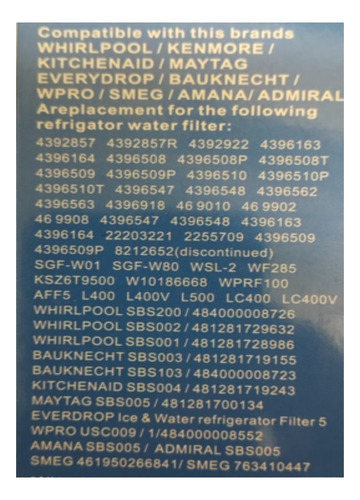 Compatible with this brands
WHIRLPOOL / KENMORE /
KITCHENAID / MAYTAG
EVERYDROP / BAUKNECHT /
WPRO / SMEG / AMANA/ ADMIRAL
Areplacement for the following
refrigator water filter:
4392857 4392857R 4392922 4396163
4396164 4396508 4396508P 4396508T
4396509 4396509P 4396510 4396510P
4396510T 4396547 4396548 4396562
4396563 4396918 46 9010 46 9902
46 9908 4396547 4396548 4396163
4396164 22203221 2255709 4396509
4396509P 8212652(discontinued)
SGF-W01 SGF-W80 WSL-2 WF285
KSZ6T9500 W10186668 WPRF100
AFF5 L400 L400V L500 LC400 LC400V
WHIRLPOOL SBS200 / 484000008726
WHIRLPOOL SBS002 / 481281729632
WHIRLPOOL SBS001 / 481281728986
BAUKNECHT SBS003 / 481281719155
BAUKNECHT SBS103 / 484000008723
KITCHENAID SBS004 / 481281719243
MAYTAG SBS005 / 481281700134
EVERDROP Ice & Water refrigerator Filter 5
WPRO USC009 / 1/484000008552
AMANA SBS005 / ADMIRAL SBS005
SMEG 461950266841/ SMEG 763410447